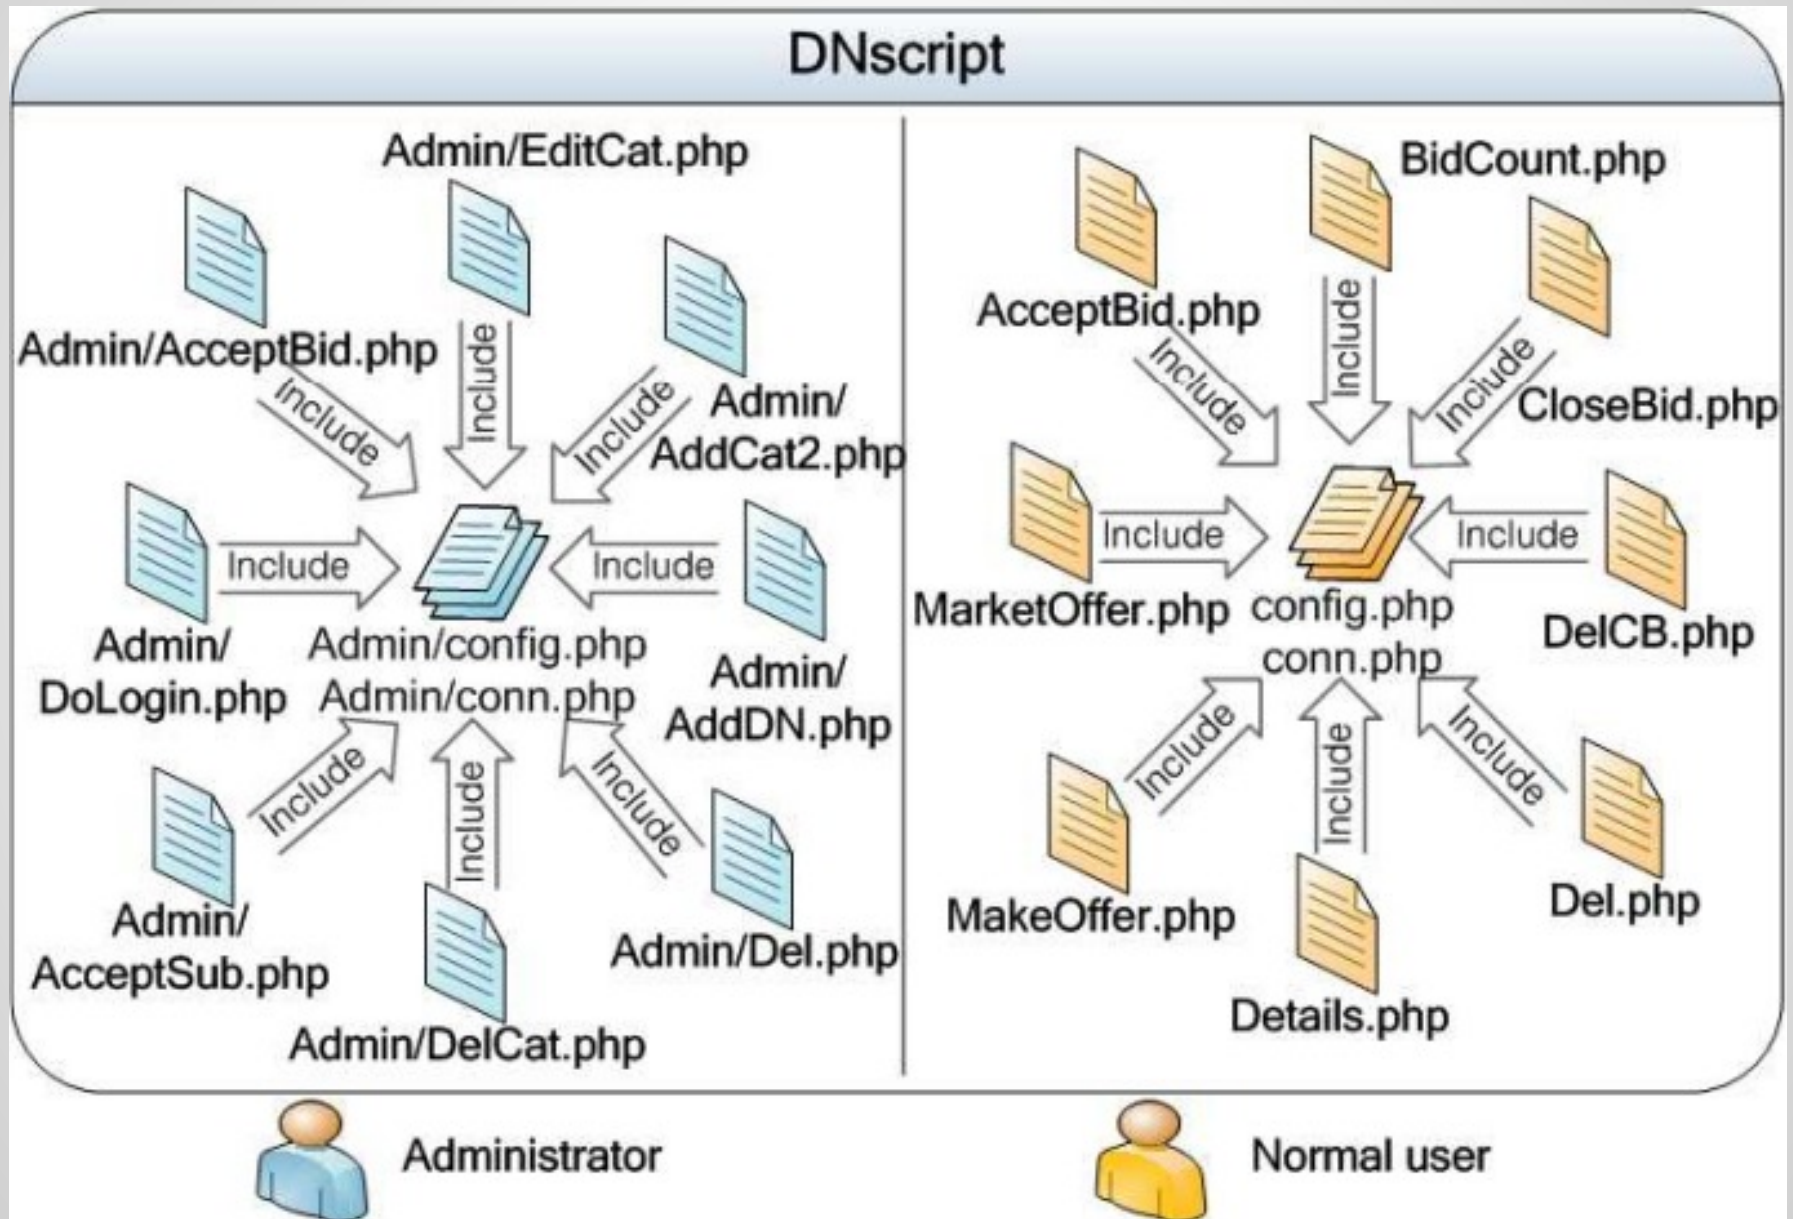 DNscript
Admin/EditCat.php
Admin/AcceptBid.php
Include
Include
Include
Admin/
AddCat2.php
Include
Include
Admin/
DoLogin.php
Admin/config.php
Admin/conn.php
Admin/
AddDN.php
Include
Include
Include
Admin/
AcceptSub.php
Admin/Del.php
Admin/DelCat.php
BidCount.php
AcceptBid.php
Include
Include
Include
CloseBid.php
Include
Include
MarketOffer.php
config.php
conn.php
DelCB.php
Include
Include
Include
MakeOffer.php
Del.php
Details.php
Administrator
Normal user